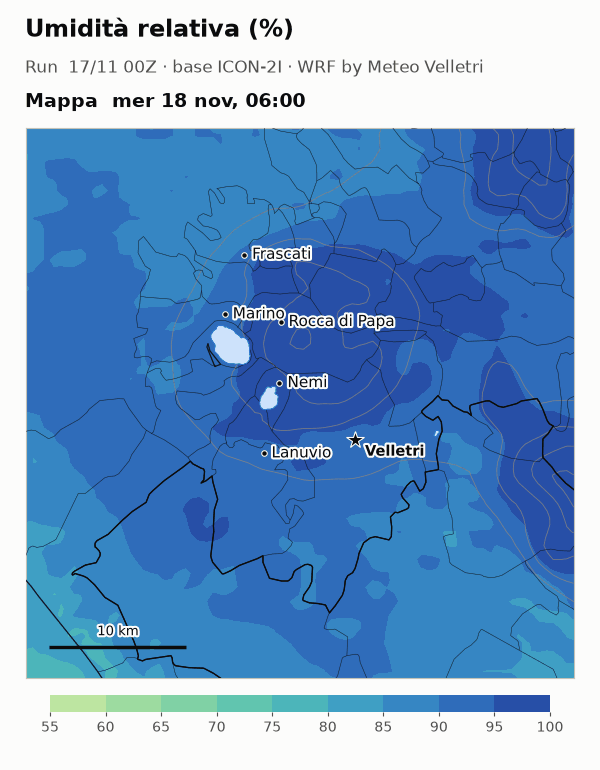 Umidità relativa (%)
Run  17/11 00Z · base ICON-2I · WRF by Meteo Velletri
Mappa  mer 18 nov, 06:00
Frascati
Marino
Rocca di Papa
Nemi
Velletri
Lanuvio
10 km
55 60 65 70 75 80 85 90 95 100